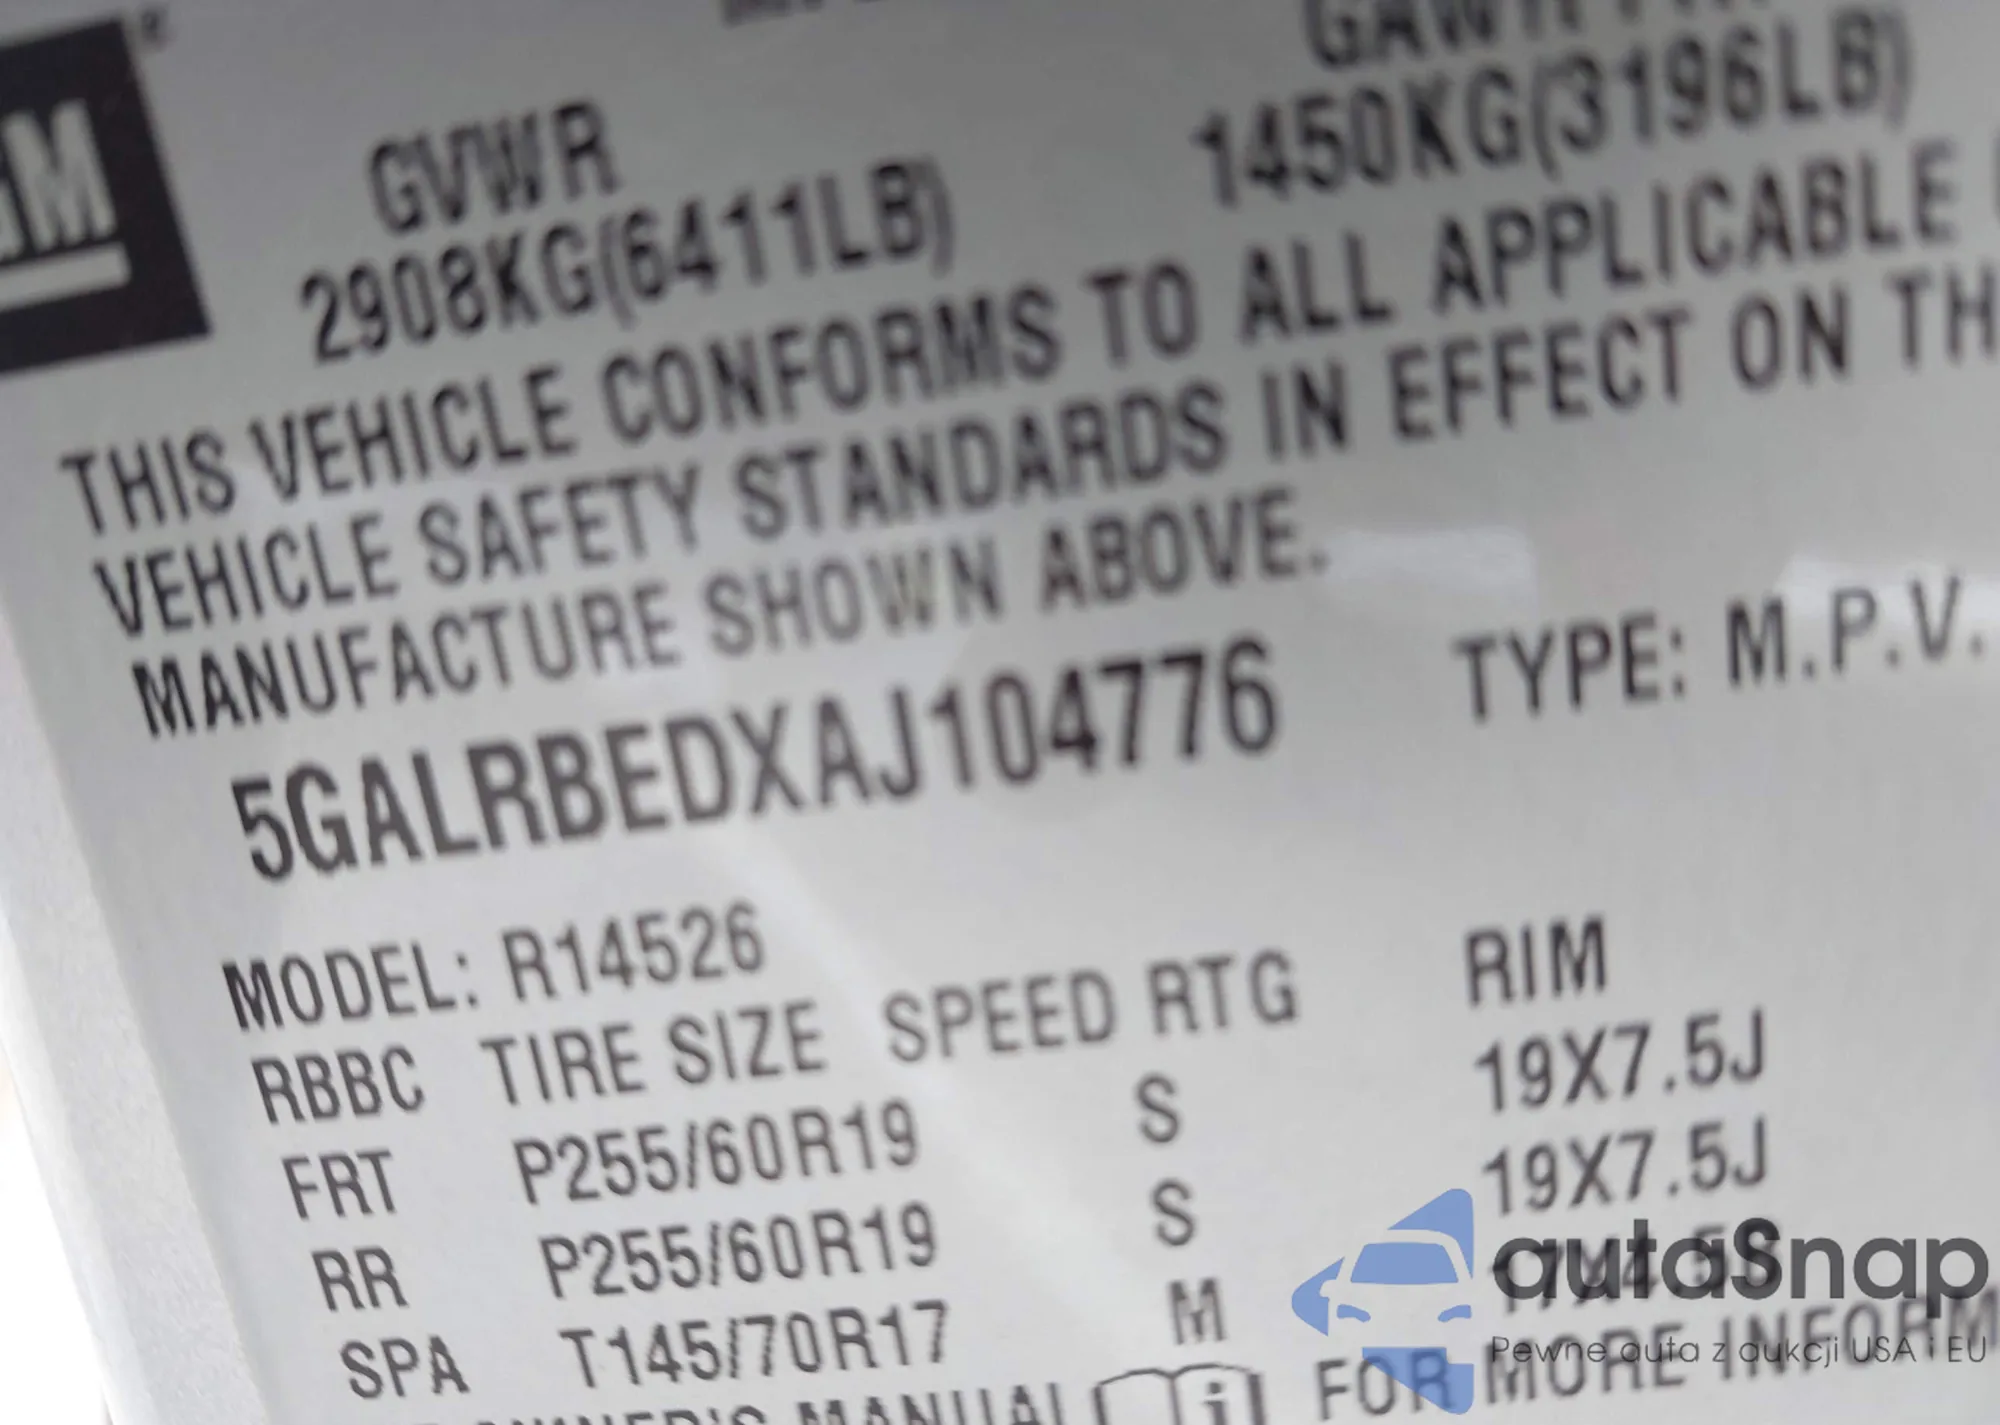 GM
GVWR
2908KG(6411LB)
1450KG(3196LB)
THIS VEHICLE CONFORMS TO ALL APPLICABLE
VEHICLE SAFETY STANDARDS IN EFFECT ON TH
MANUFACTURE SHOWN ABOVE.
5GALRBEDXAJ104776
TYPE: M.P.V.
MODEL: R14526
RBBC TIRE SIZE SPEED RTG RIM
FRT P255/60R19 S 19X7.5J
RR P255/60R19 S 19X7.5J
SPA T145/70R17 M
OWNER'S MANUAL i FOR MORE INFORM
autaSnap
Pewne auta z aukcji USA i EU